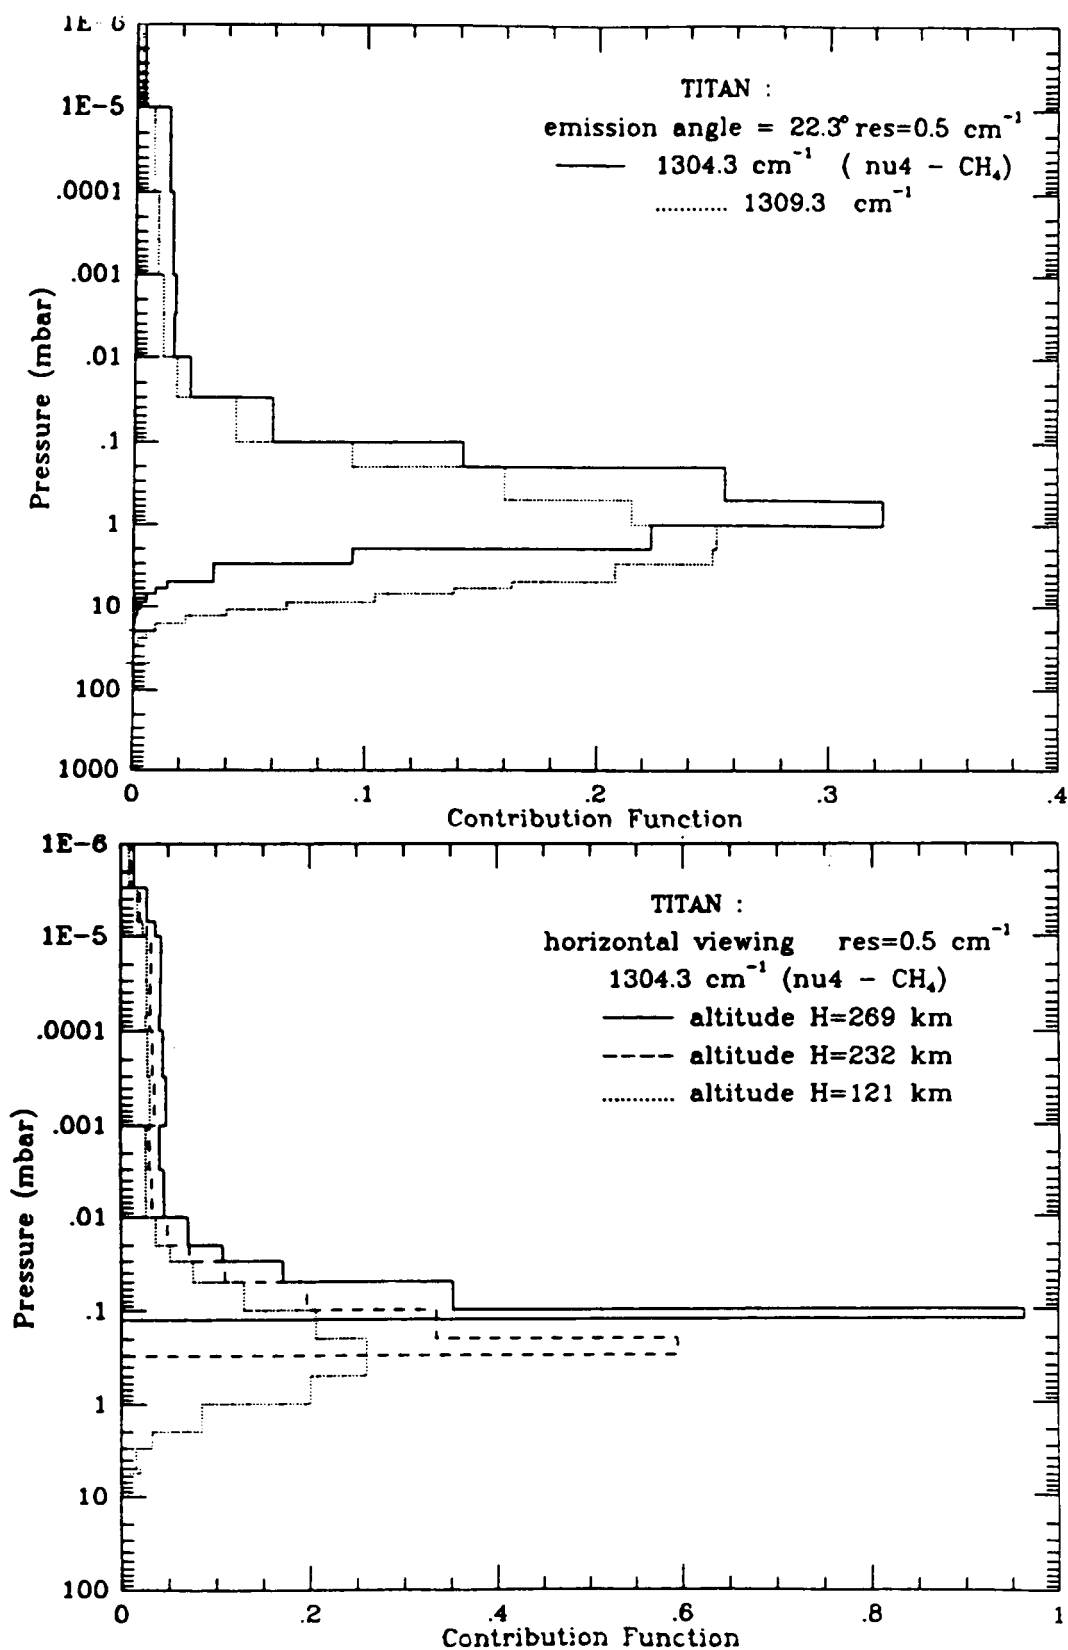 1E-6
1E-5
.0001
.001
.01
.1
1
10
100
1000
Pressure (mbar)
TITAN :
emission angle = 22.3° res=0.5 cm⁻¹
1304.3 cm⁻¹ ( nu4 - CH₄)
1309.3 cm⁻¹
0 .1 .2 .3 .4
Contribution Function
1E-6
1E-5
.0001
.001
.01
.1
1
10
100
Pressure (mbar)
TITAN :
horizontal viewing res=0.5 cm⁻¹
1304.3 cm⁻¹ (nu4 - CH₄)
altitude H=269 km
altitude H=232 km
altitude H=121 km
0 .2 .4 .6 .8 1
Contribution Function